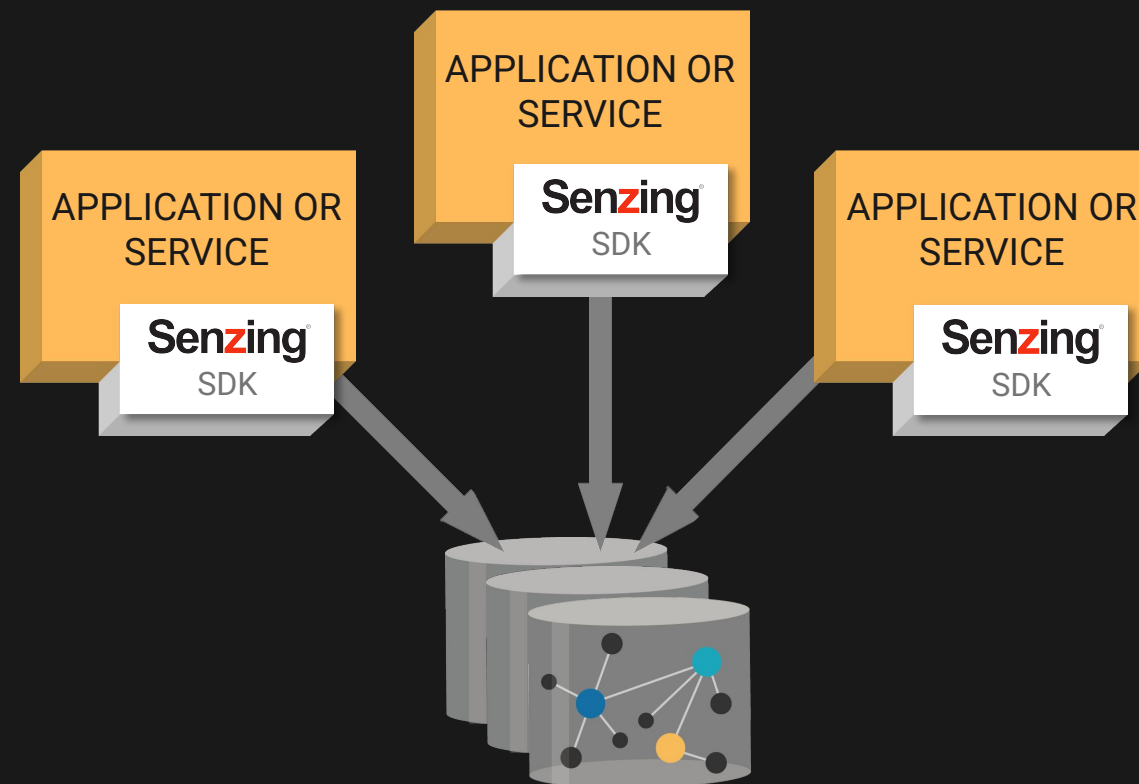 APPLICATION OR
SERVICE
Senzing®
SDK
APPLICATION OR
SERVICE
Senzing®
SDK
APPLICATION OR
SERVICE
Senzing®
SDK